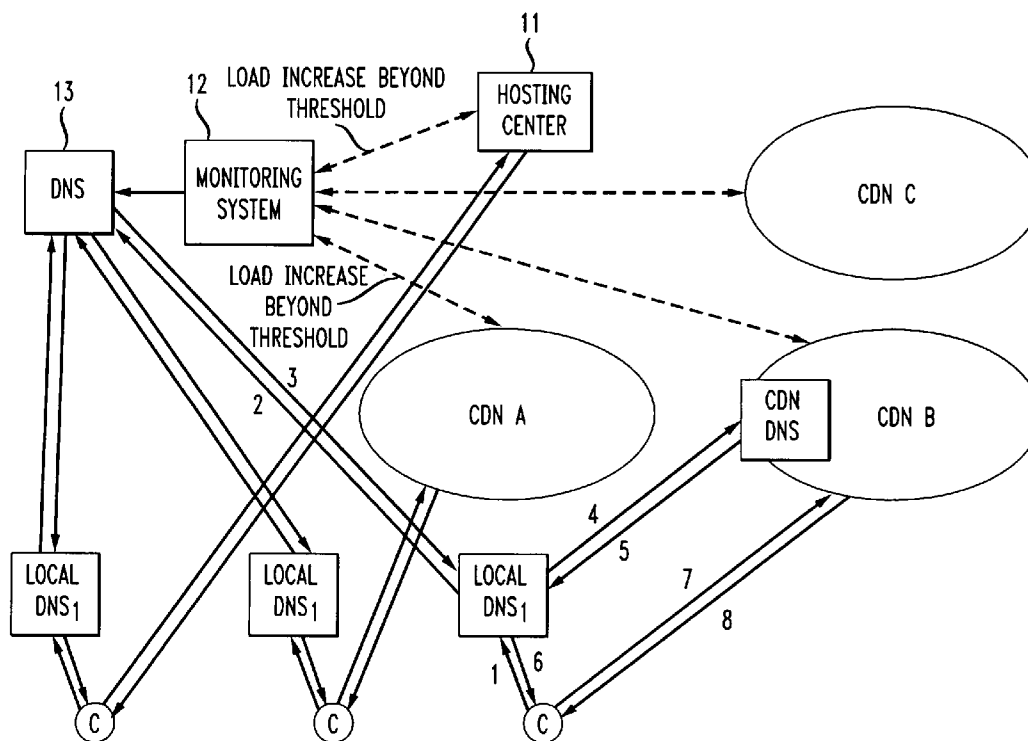 11
LOAD INCREASE BEYOND
THRESHOLD
13
12
HOSTING
CENTER
DNS
MONITORING
SYSTEM
CDN C
LOAD INCREASE
BEYOND
THRESHOLD
3
2
CDN A
CDN
DNS
CDN B
4
5
LOCAL
DNS1
LOCAL
DNS1
LOCAL
DNS1
7
8
1
6
C
C
C